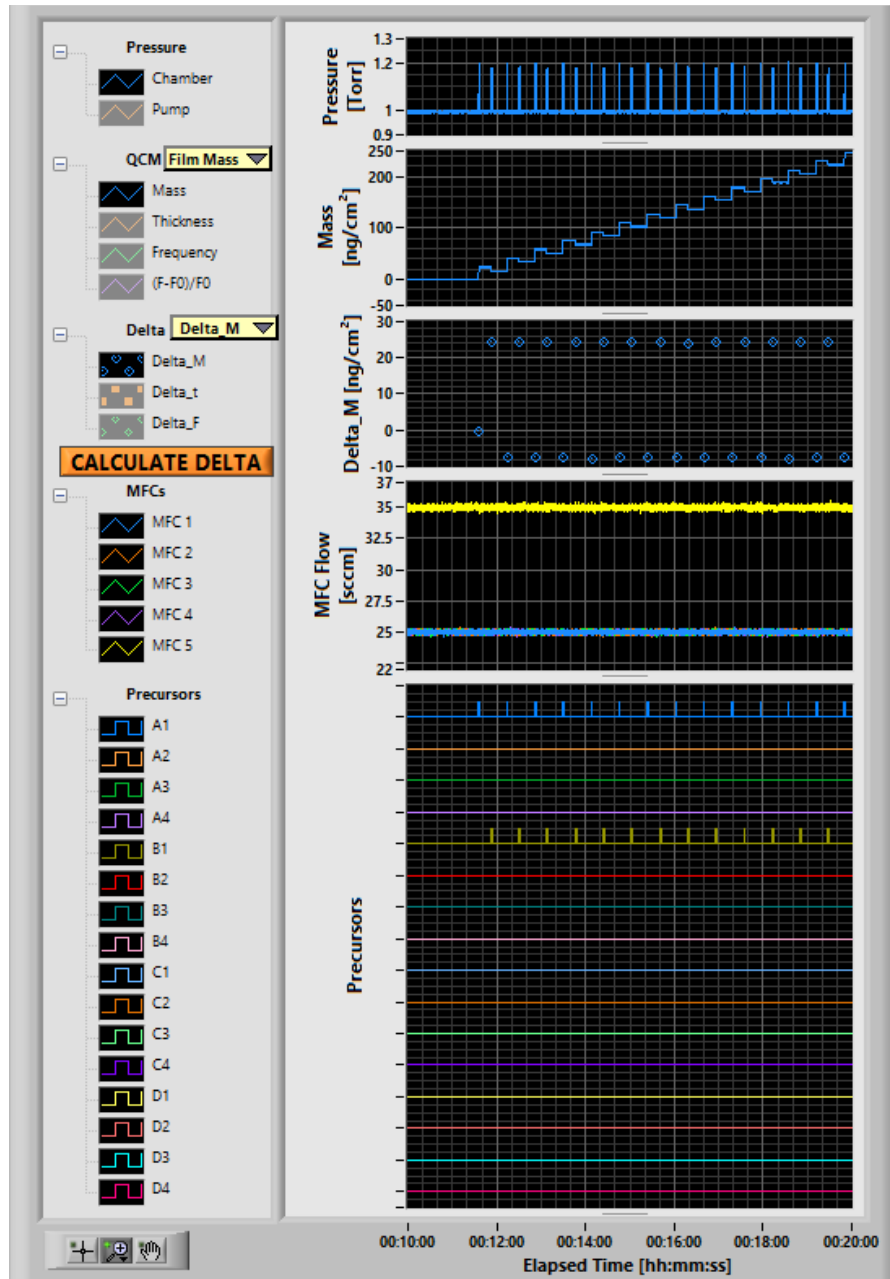 Pressure
Chamber
Pump
QCM Film Mass
Mass
Thickness
Frequency
(F-F0)/F0
Delta Delta_M
Delta_M
Delta_t
Delta_F
CALCULATE DELTA
MFCs
MFC 1
MFC 2
MFC 3
MFC 4
MFC 5
Precursors
A1
A2
A3
A4
B1
B2
B3
B4
C1
C2
C3
C4
D1
D2
D3
D4
Pressure
[Torr]
1.3
1.2
1
0.9
Mass
[ng/cm²]
250
200
100
0
-50
Delta_M [ng/cm²]
30
20
10
0
-10
MFC Flow
[sccm]
37
35
32.5
30
27.5
25
22
Precursors
00:10:00 00:12:00 00:14:00 00:16:00 00:18:00 00:20:00
Elapsed Time [hh:mm:ss]